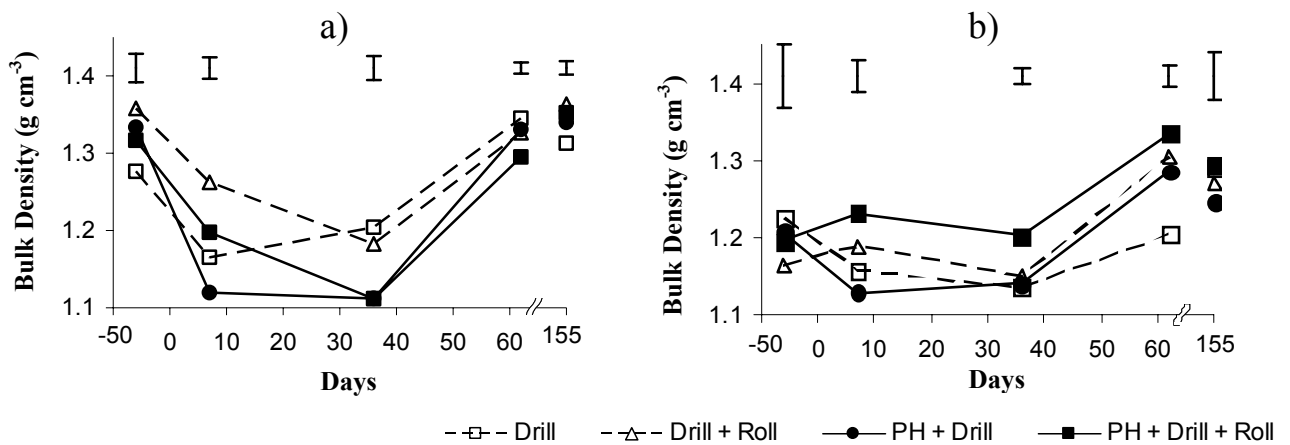 a)
b)
Bulk Density (g cm-3)
1.4
1.3
1.2
1.1
-50 0 10 20 30 40 50 60 155
Days
Bulk Density (g cm-3)
1.4
1.3
1.2
1.1
-50 0 10 20 30 40 50 60 155
Days
Drill Drill + Roll PH + Drill PH + Drill + Roll